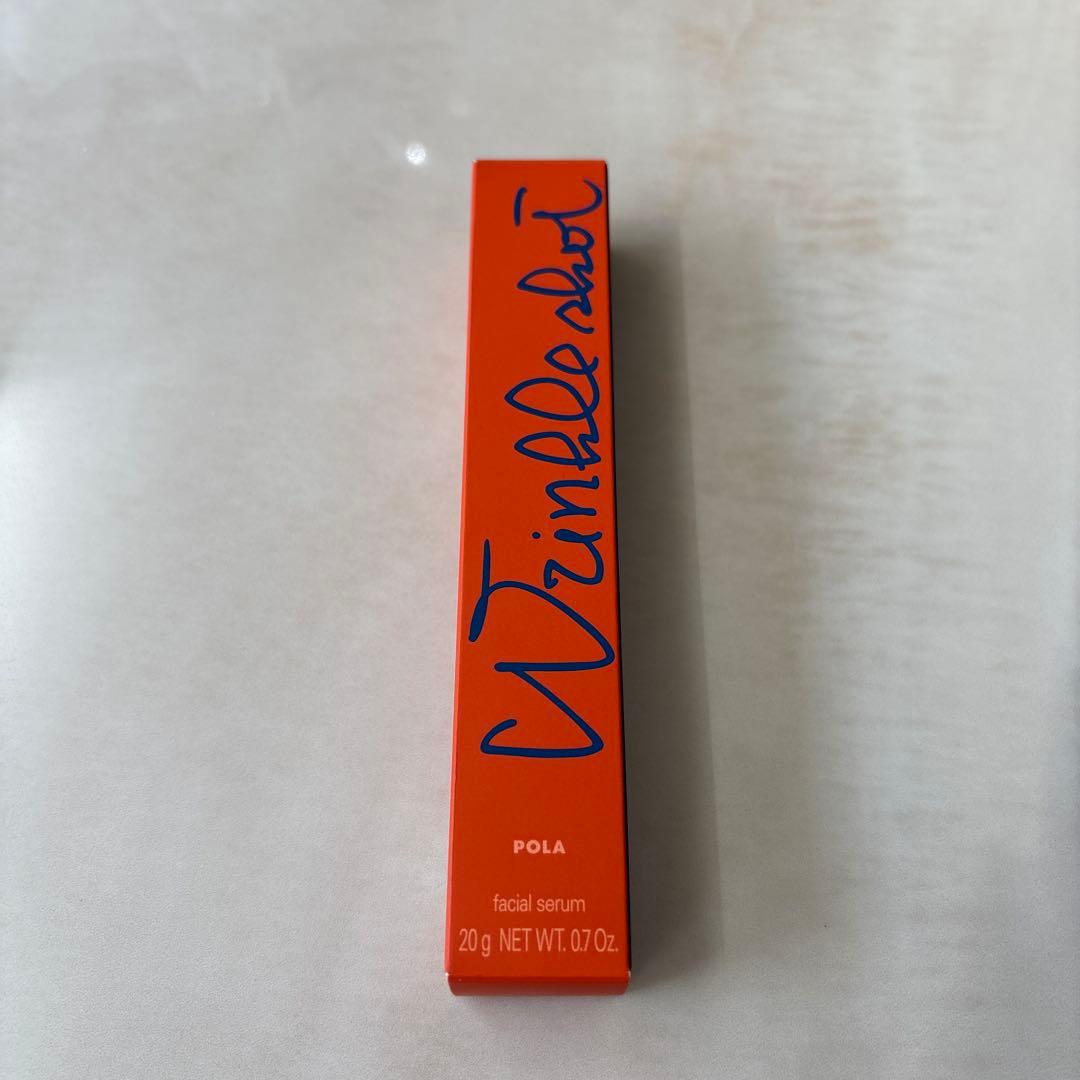 Wrinkle shot
POLA
facial serum
20 g NET WT. 0.7 Oz.